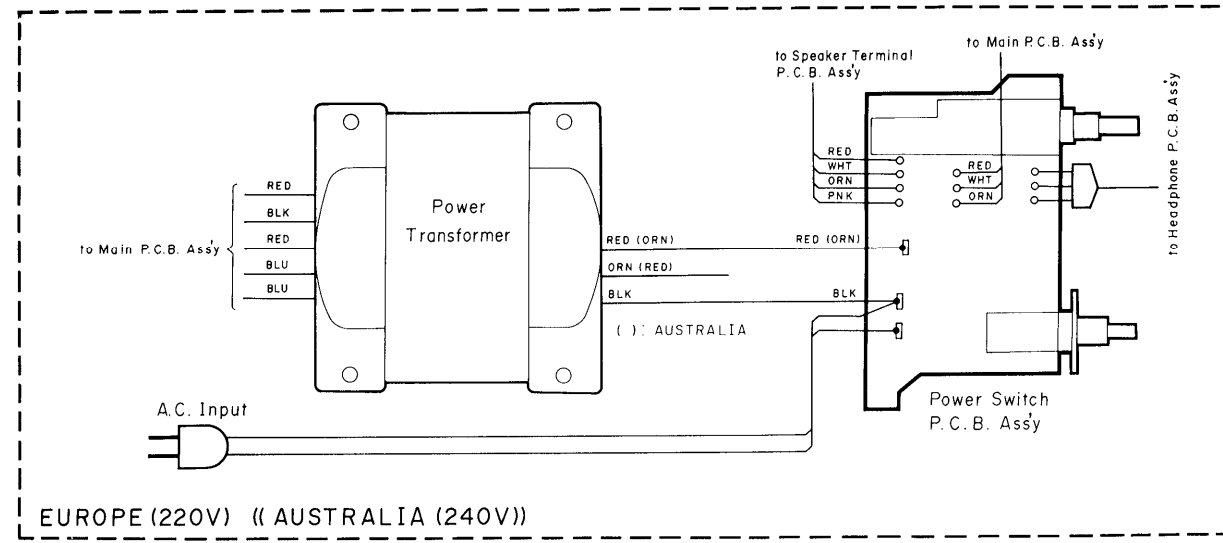 to Main P.C.B. Ass'y
to Speaker Terminal
P.C.B. Ass'y
to Headphone P.C.B. Ass'y
RED
WHT
ORN
PNK
RED
WHT
ORN
to Main P.C.B. Ass'y
RED
BLK
RED
BLU
BLU
Power
Transformer
RED (ORN)
RED (ORN)
ORN (RED)
BLK
BLK
( ): AUSTRALIA
Power Switch
P.C.B. Ass'y
A.C. Input
EUROPE (220V) (( AUSTRALIA (240V))